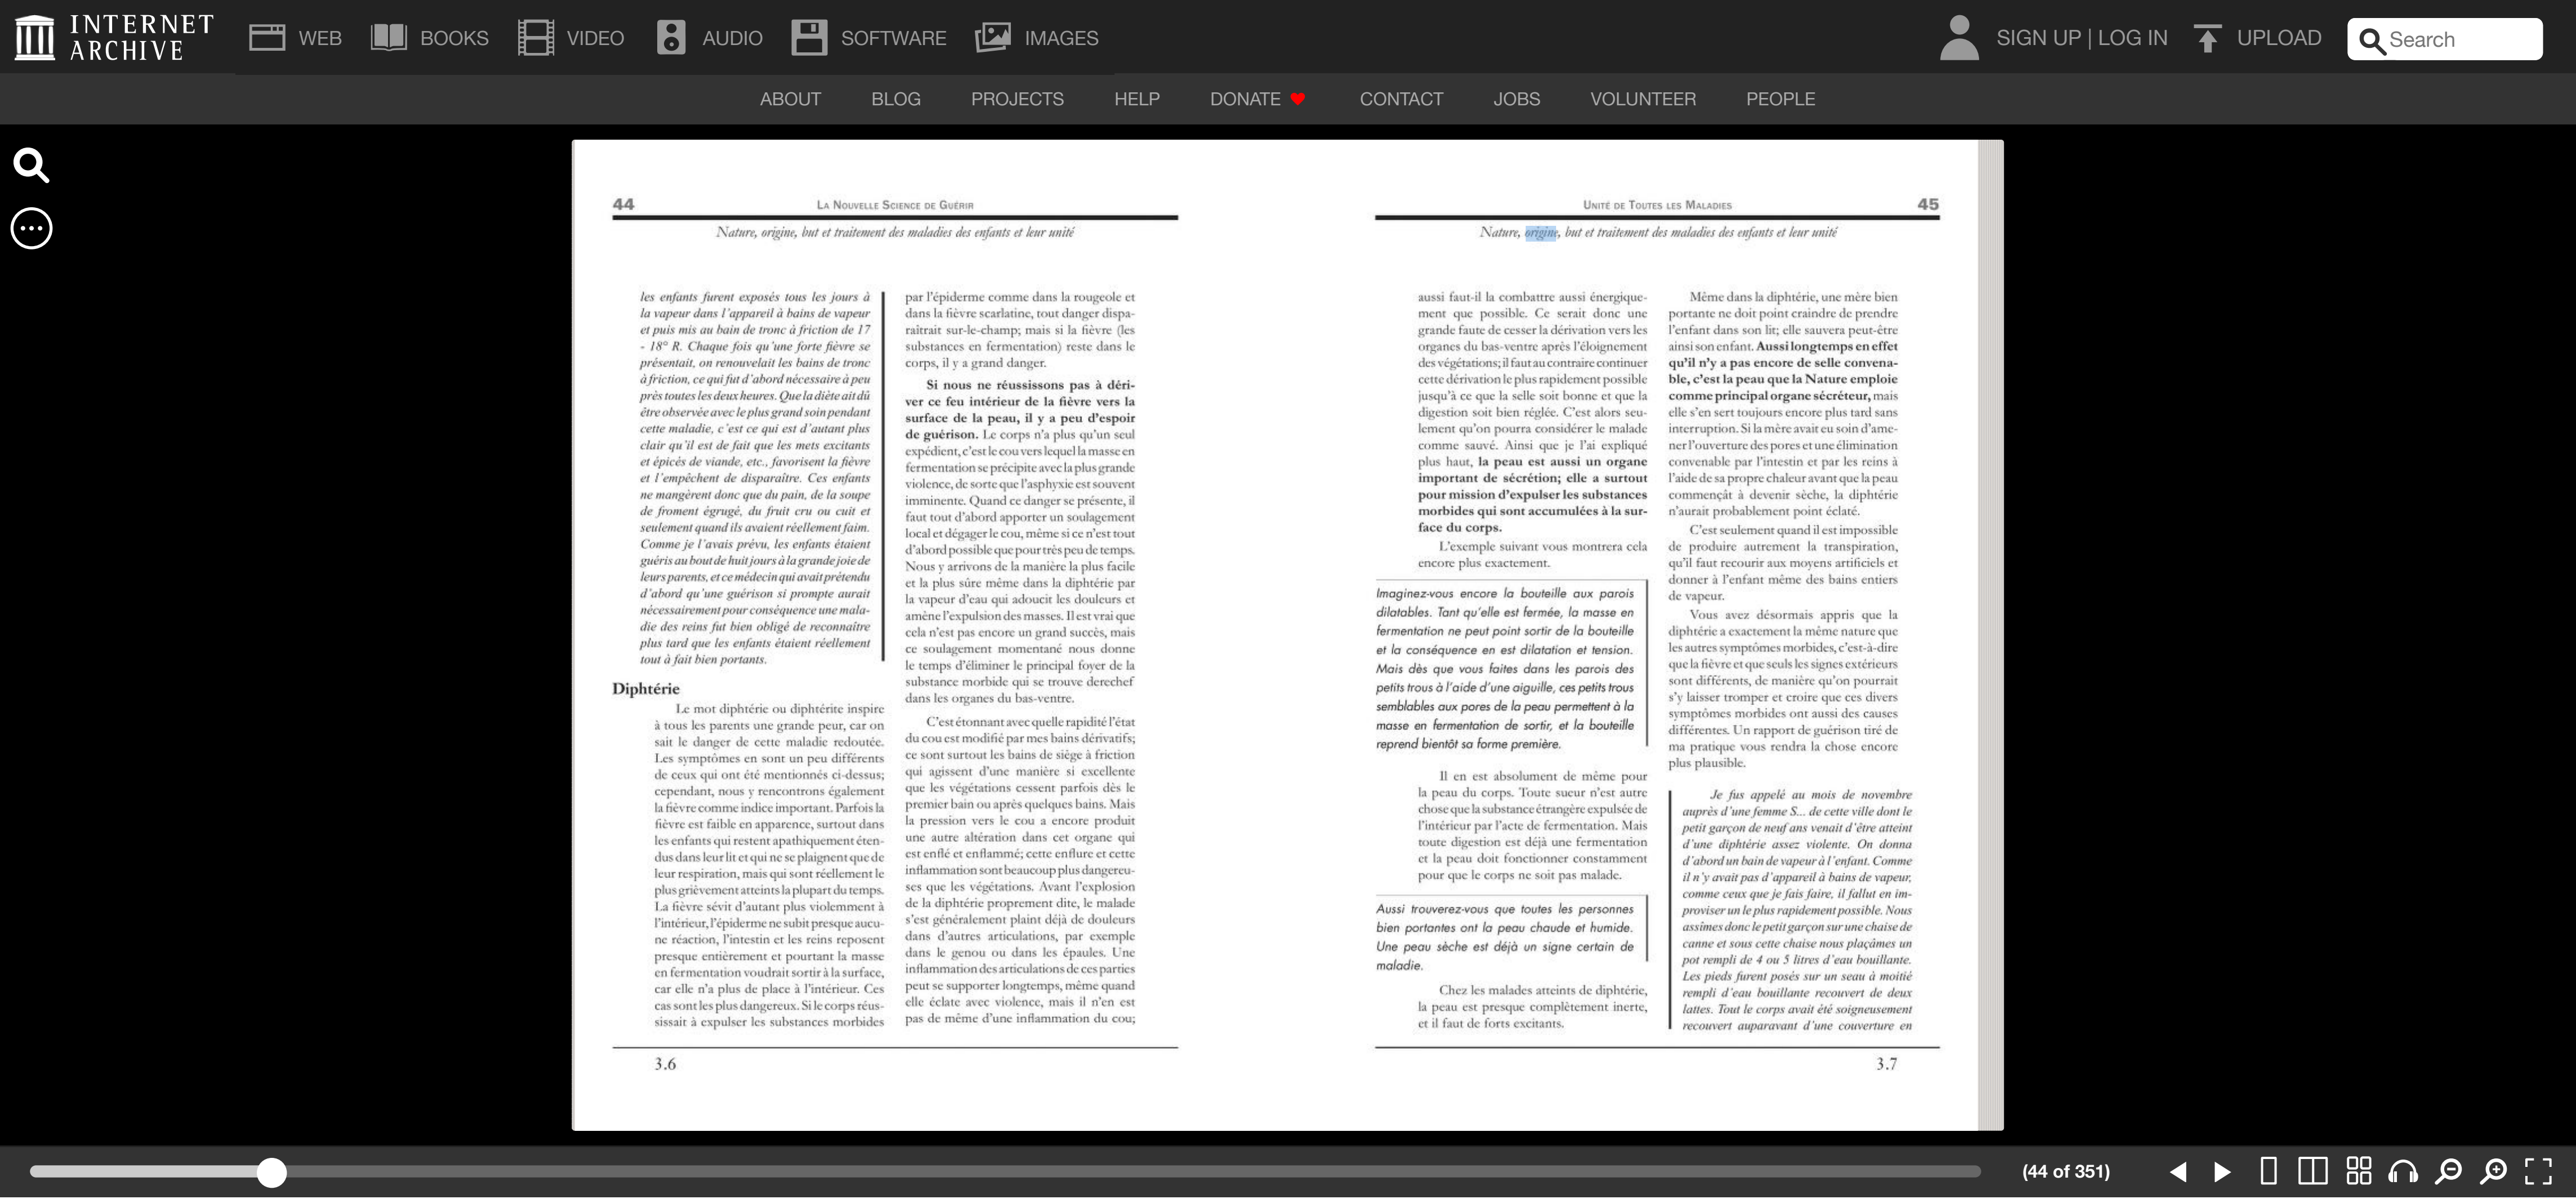 INTERNET
ARCHIVE
WEB
BOOKS
VIDEO
AUDIO
SOFTWARE
IMAGES
SIGN UP | LOG IN
UPLOAD
Search
ABOUT
BLOG
PROJECTS
HELP
DONATE
CONTACT
JOBS
VOLUNTEER
PEOPLE
44
LA NOUVELLE SCIENCE DE GUÉRIR
Nature, origine, but et traitement des maladies des enfants et leur unité
les enfants furent exposés tous les jours à
la vapeur dans l'appareil à bains de vapeur
et puis mis au bain de tronc à friction de 17
- 18° R. Chaque fois qu'une forte fièvre se
présentait, on renouvelait les bains de tronc
à friction, ce qui fut d'abord nécessaire à peu
près toutes les deux heures. Que la diète ait dû
être observée avec le plus grand soin pendant
cette maladie, c'est ce qui est d'autant plus
clair qu'il est de fait que les mets excitants
et épicés de viande, etc., favorisent la fièvre
et l'empêchent de disparaître. Ces enfants
ne mangèrent donc que du pain, de la soupe
de froment égrugé, du fruit cru ou cuit et
seulement quand ils avaient réellement faim.
Comme je l'avais prévu, les enfants étaient
guéris au bout de huit jours à la grande joie de
leurs parents, et ce médecin qui avait prétendu
d'abord qu'une guérison si prompte aurait
nécessairement pour conséquence une mala-
die des reins fut bien obligé de reconnaître
plus tard que les enfants étaient réellement
tout à fait bien portants.
Diphtérie
Le mot diphtérie ou diphtérite inspire
à tous les parents une grande peur, car on
sait le danger de cette maladie redoutée.
Les symptômes en sont un peu différents
de ceux qui ont été mentionnés ci-dessus;
cependant, nous y rencontrons également
la fièvre comme indice important. Parfois la
fièvre est faible en apparence, surtout dans
les enfants qui restent apathiquement éten-
dus dans leur lit et qui ne se plaignent que de
leur respiration, mais qui sont réellement le
plus grièvement atteints la plupart du temps.
La fièvre sévit d'autant plus violemment à
l'intérieur, l'épiderme ne subit presque aucu-
ne réaction, l'intestin et les reins reposent
presque entièrement et pourtant la masse
en fermentation voudrait sortir à la surface,
car elle n'a plus de place à l'intérieur. Ces
cas sont les plus dangereux. Si le corps réus-
sissait à expulser les substances morbides
par l'épiderme comme dans la rougeole et
dans la fièvre scarlatine, tout danger dispa-
raîtrait sur-le-champ; mais si la fièvre (les
substances en fermentation) reste dans le
corps, il y a grand danger.
Si nous ne réussissons pas à déri-
ver ce feu intérieur de la fièvre vers la
surface de la peau, il y a peu d'espoir
de guérison. Le corps n'a plus qu'un seul
expédient, c'est le cou vers lequel la masse en
fermentation se précipite avec la plus grande
violence, de sorte que l'asphyxie est souvent
imminente. Quand ce danger se présente, il
faut tout d'abord apporter un soulagement
local et dégager le cou, même si ce n'est tout
d'abord possible que pour très peu de temps.
Nous y arrivons de la manière la plus facile
et la plus sûre même dans la diphtérie par
la vapeur d'eau qui adoucit les douleurs et
amène l'expulsion des masses. Il est vrai que
cela n'est pas encore un grand succès, mais
ce soulagement momentané nous donne
le temps d'éliminer le principal foyer de la
substance morbide qui se trouve derechef
dans les organes du bas-ventre.
C'est étonnant avec quelle rapidité l'état
du cou est modifié par mes bains dérivatifs;
ce sont surtout les bains de siège à friction
qui agissent d'une manière si excellente
que les végétations cessent parfois dès le
premier bain ou après quelques bains. Mais
la pression vers le cou a encore produit
une autre altération dans cet organe qui
est enflé et enflammé; cette enflure et cette
inflammation sont beaucoup plus dangereu-
ses que les végétations. Avant l'explosion
de la diphtérie proprement dite, le malade
s'est généralement plaint déjà de douleurs
dans d'autres articulations, par exemple
dans le genou ou dans les épaules. Une
inflammation des articulations de ces parties
peut se supporter longtemps, même quand
elle éclate avec violence, mais il n'en est
pas de même d'une inflammation du cou;
3.6
UNITÉ DE TOUTES LES MALADIES
45
Nature, origine, but et traitement des maladies des enfants et leur unité
aussi faut-il la combattre aussi énergique-
ment que possible. Ce serait donc une
grande faute de cesser la dérivation vers les
organes du bas-ventre après l'éloignement
des végétations; il faut au contraire continuer
cette dérivation le plus rapidement possible
jusqu'à ce que la selle soit bonne et que la
digestion soit bien réglée. C'est alors seu-
lement qu'on pourra considérer le malade
comme sauvé. Ainsi que je l'ai expliqué
plus haut, la peau est aussi un organe
important de sécrétion; elle a surtout
pour mission d'expulser les substances
morbides qui sont accumulées à la sur-
face du corps.
L'exemple suivant vous montrera cela
encore plus exactement.
Imaginez-vous encore la bouteille aux parois
dilatables. Tant qu'elle est fermée, la masse en
fermentation ne peut point sortir de la bouteille
et la conséquence en est dilatation et tension.
Mais dès que vous faites dans les parois des
petits trous à l'aide d'une aiguille, ces petits trous
semblables aux pores de la peau permettent à la
masse en fermentation de sortir, et la bouteille
reprend bientôt sa forme première.
Il en est absolument de même pour
la peau du corps. Toute sueur n'est autre
chose que la substance étrangère expulsée de
l'intérieur par l'acte de fermentation. Mais
toute digestion est déjà une fermentation
et la peau doit fonctionner constamment
pour que le corps ne soit pas malade.
Aussi trouverez-vous que toutes les personnes
bien portantes ont la peau chaude et humide.
Une peau sèche est déjà un signe certain de
maladie.
Chez les malades atteints de diphtérie,
la peau est presque complètement inerte,
et il faut de forts excitants.
Même dans la diphtérie, une mère bien
portante ne doit point craindre de prendre
l'enfant dans son lit; elle sauvera peut-être
ainsi son enfant. Aussi longtemps en effet
qu'il n'y a pas encore de selle convena-
ble, c'est la peau que la Nature emploie
comme principal organe sécréteur, mais
elle s'en sert toujours encore plus tard sans
interruption. Si la mère avait eu soin d'ame-
ner l'ouverture des pores et une élimination
convenable par l'intestin et par les reins à
l'aide de sa propre chaleur avant que la peau
commençât à devenir sèche, la diphtérie
n'aurait probablement point éclaté.
C'est seulement quand il est impossible
de produire autrement la transpiration,
qu'il faut recourir aux moyens artificiels et
donner à l'enfant même des bains entiers
de vapeur.
Vous avez désormais appris que la
diphtérie a exactement la même nature que
les autres symptômes morbides, c'est-à-dire
que la fièvre et que seuls les signes extérieurs
sont différents, de manière qu'on pourrait
s'y laisser tromper et croire que ces divers
symptômes morbides ont aussi des causes
différentes. Un rapport de guérison tiré de
ma pratique vous rendra la chose encore
plus plausible.
Je fus appelé au mois de novembre
auprès d'une femme S... de cette ville dont le
petit garçon de neuf ans venait d'être atteint
d'une diphtérie assez violente. On donna
d'abord un bain de vapeur à l'enfant. Comme
il n'y avait pas d'appareil à bains de vapeur,
comme ceux que je fais faire, il fallut en im-
proviser un le plus rapidement possible. Nous
assîmes donc le petit garçon sur une chaise de
canne et sous cette chaise nous plaçâmes un
pot rempli de 4 ou 5 litres d'eau bouillante.
Les pieds furent posés sur un seau à moitié
rempli d'eau bouillante recouvert de deux
lattes. Tout le corps avait été soigneusement
recouvert auparavant d'une couverture en
3.7
(44 of 351)